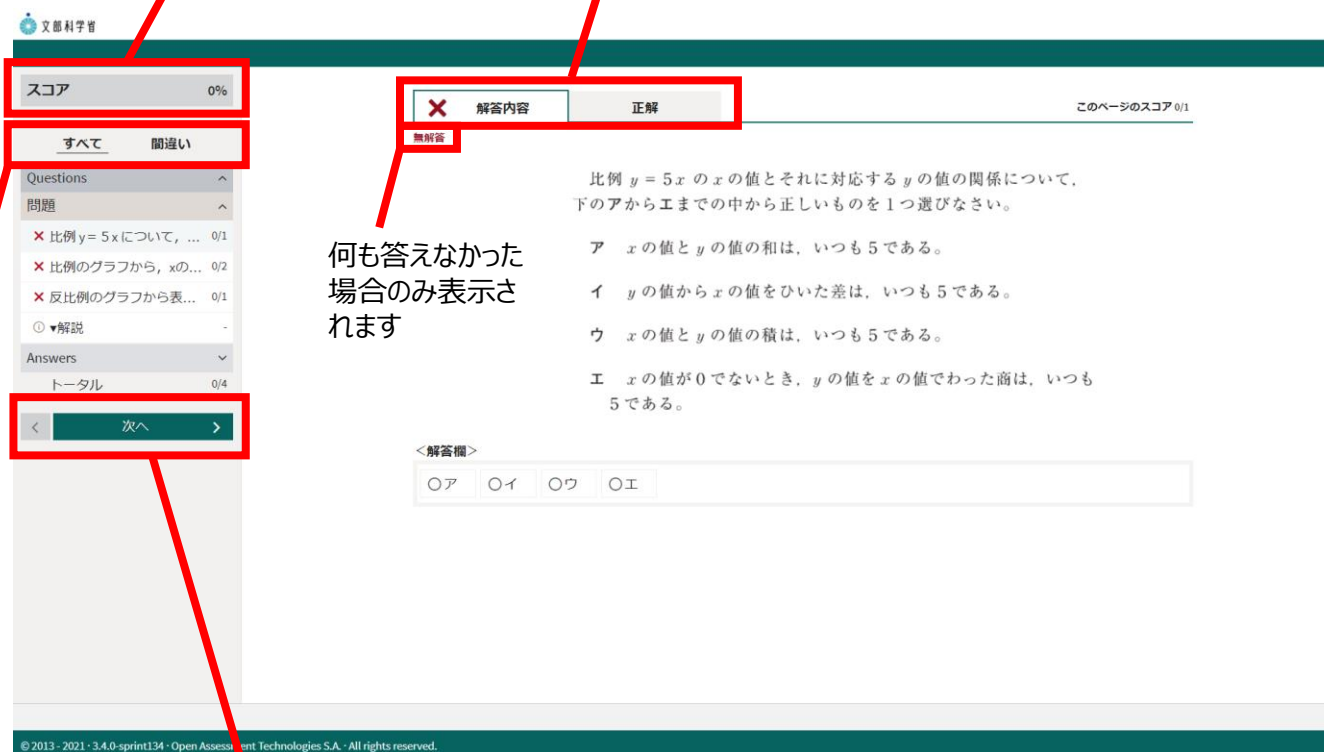 文部科学省
スコア 0%
すべて 間違い
Questions
問題
比例 y= 5xについて, ... 0/1
比例のグラフから, xの... 0/2
反比例のグラフから表... 0/1
▾解説 -
Answers
トータル 0/4
次へ
解答内容 正解 このページのスコア 0/1
無解答
比例 y = 5x の x の値とそれに対応する y の値の関係について,
下のアからエまでの中から正しいものを1つ選びなさい。
ア x の値と y の値の和は, いつも5である。
イ y の値から x の値をひいた差は, いつも5である。
ウ x の値と y の値の積は, いつも5である。
エ x の値が0でないとき, y の値を x の値でわった商は, いつも
5である。
<解答欄>
○ア ○イ ○ウ ○エ
何も答えなかった
場合のみ表示さ
れます
© 2013 - 2021 · 3.4.0-sprint134 · Open Assessment Technologies S.A. · All rights reserved.